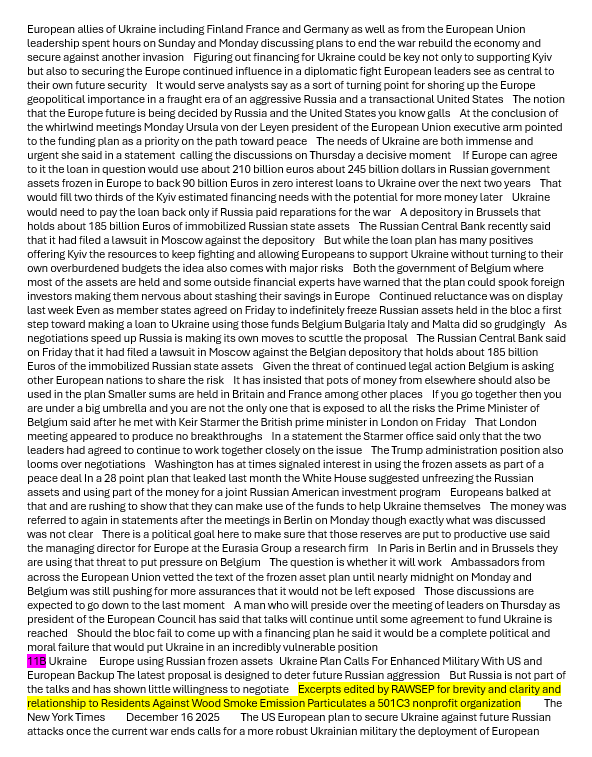 European allies of Ukraine including Finland France and Germany as well as from the European Union
leadership spent hours on Sunday and Monday discussing plans to end the war rebuild the economy and
secure against another invasion    Figuring out financing for Ukraine could be key not only to supporting Kyiv
but also to securing the Europe continued influence in a diplomatic fight European leaders see as central to
their own future security    It would serve analysts say as a sort of turning point for shoring up the Europe
geopolitical importance in a fraught era of an aggressive Russia and a transactional United States    The notion
that the Europe future is being decided by Russia and the United States you know galls    At the conclusion of
the whirlwind meetings Monday Ursula von der Leyen president of the European Union executive arm pointed
to the funding plan as a priority on the path toward peace    The needs of Ukraine are both immense and
urgent she said in a statement  calling the discussions on Thursday a decisive moment    If Europe can agree
to it the loan in question would use about 210 billion euros about 245 billion dollars in Russian government
assets frozen in Europe to back 90 billion Euros in zero interest loans to Ukraine over the next two years    That
would fill two thirds of the Kyiv estimated financing needs with the potential for more money later    Ukraine
would need to pay the loan back only if Russia paid reparations for the war    A depository in Brussels that
holds about 185 billion Euros of immobilized Russian state assets    The Russian Central Bank recently said
that it had filed a lawsuit in Moscow against the depository    But while the loan plan has many positives
offering Kyiv the resources to keep fighting and allowing Europeans to support Ukraine without turning to their
own overburdened budgets the idea also comes with major risks    Both the government of Belgium where
most of the assets are held and some outside financial experts have warned that the plan could spook foreign
investors making them nervous about stashing their savings in Europe    Continued reluctance was on display
last week Even as member states agreed on Friday to indefinitely freeze Russian assets held in the bloc a first
step toward making a loan to Ukraine using those funds Belgium Bulgaria Italy and Malta did so grudgingly    As
negotiations speed up Russia is making its own moves to scuttle the proposal    The Russian Central Bank said
on Friday that it had filed a lawsuit in Moscow against the Belgian depository that holds about 185 billion
Euros of the immobilized Russian state assets    Given the threat of continued legal action Belgium is asking
other European nations to share the risk    It has insisted that pots of money from elsewhere should also be
used in the plan Smaller sums are held in Britain and France among other places    If you go together then you
are under a big umbrella and you are not the only one that is exposed to all the risks the Prime Minister of
Belgium said after he met with Keir Starmer the British prime minister in London on Friday    That London
meeting appeared to produce no breakthroughs    In a statement the Starmer office said only that the two
leaders had agreed to continue to work together closely on the issue    The Trump administration position also
looms over negotiations    Washington has at times signaled interest in using the frozen assets as part of a
peace deal In a 28 point plan that leaked last month the White House suggested unfreezing the Russian
assets and using part of the money for a joint Russian American investment program    Europeans balked at
that and are rushing to show that they can make use of the funds to help Ukraine themselves    The money was
referred to again in statements after the meetings in Berlin on Monday though exactly what was discussed
was not clear    There is a political goal here to make sure that those reserves are put to productive use said
the managing director for Europe at the Eurasia Group a research firm    In Paris in Berlin and in Brussels they
are using that threat to put pressure on Belgium    The question is whether it will work    Ambassadors from
across the European Union vetted the text of the frozen asset plan until nearly midnight on Monday and
Belgium was still pushing for more assurances that it would not be left exposed    Those discussions are
expected to go down to the last moment    A man who will preside over the meeting of leaders on Thursday as
president of the European Council has said that talks will continue until some agreement to fund Ukraine is
reached    Should the bloc fail to come up with a financing plan he said it would be a complete political and
moral failure that would put Ukraine in an incredibly vulnerable position
11B Ukraine    Europe using Russian frozen assets  Ukraine Plan Calls For Enhanced Military With US and
European Backup The latest proposal is designed to deter future Russian aggression    But Russia is not part of
the talks and has shown little willingness to negotiate    Excerpts edited by RAWSEP for brevity and clarity and
relationship to Residents Against Wood Smoke Emission Particulates a 501C3 nonprofit organization        The
New York Times        December 16 2025        The US European plan to secure Ukraine against future Russian
attacks once the current war ends calls for a more robust Ukrainian military the deployment of European